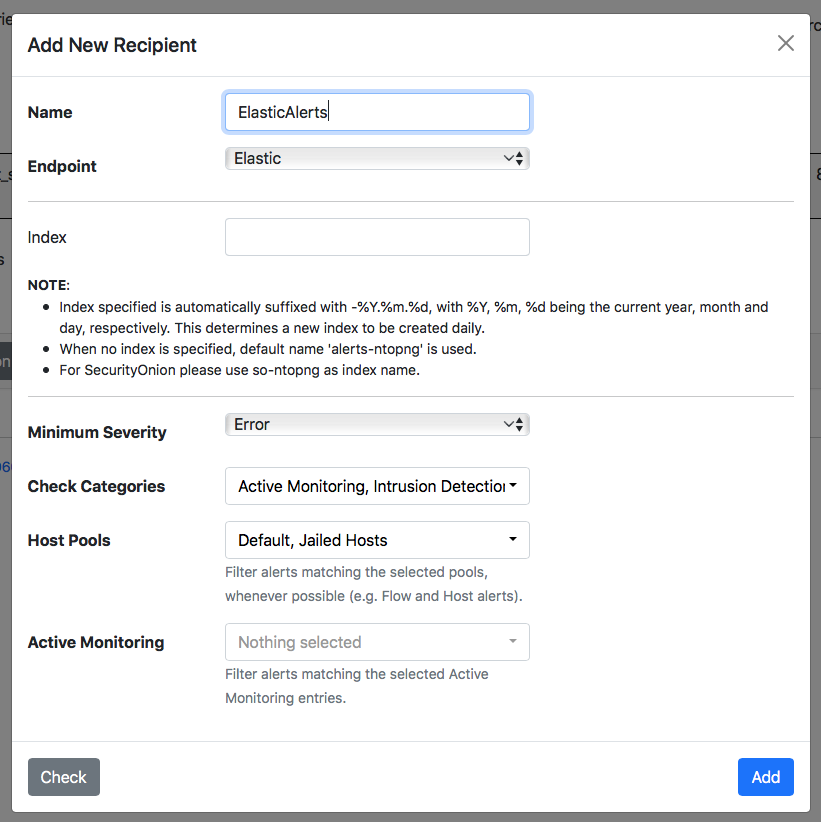 Add New Recipient
Name
ElasticAlerts
Endpoint
Elastic
Index
NOTE:
Index specified is automatically suffixed with -%Y.%m.%d, with %Y, %m, %d being the current year, month and
day, respectively. This determines a new index to be created daily.
When no index is specified, default name 'alerts-ntopng' is used.
For SecurityOnion please use so-ntopng as index name.
Minimum Severity
Error
Check Categories
Active Monitoring, Intrusion Detection
Host Pools
Default, Jailed Hosts
Filter alerts matching the selected pools,
whenever possible (e.g. Flow and Host alerts).
Active Monitoring
Nothing selected
Filter alerts matching the selected Active
Monitoring entries.
Check
Add